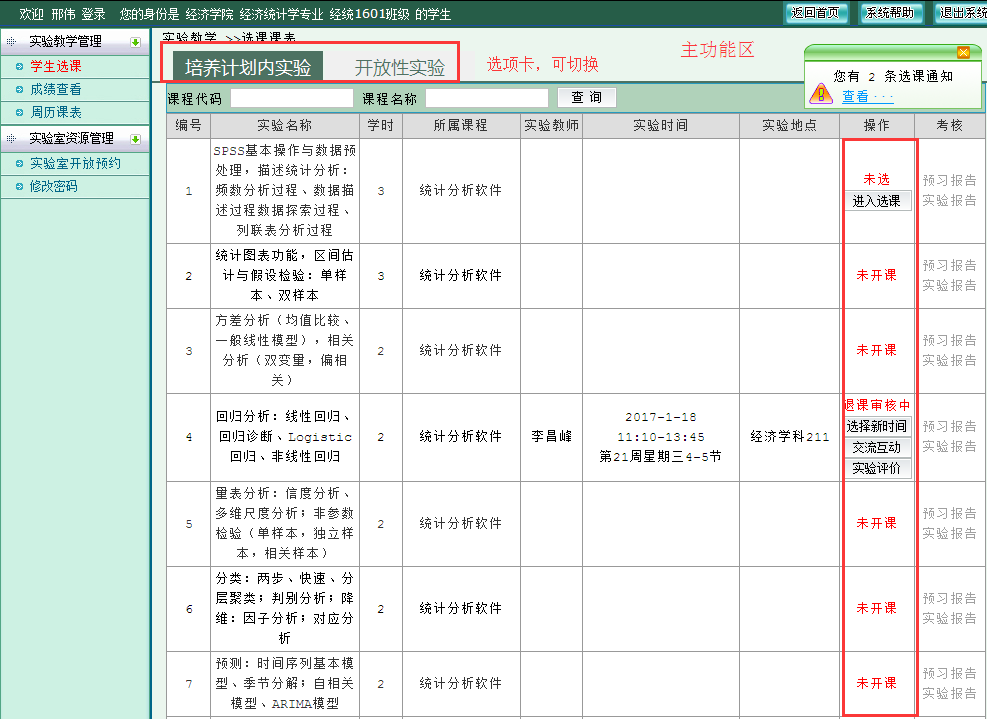 欢迎 邢伟 登录 您的身份是 经济学院 经济统计学专业 经统1601班级 的学生
返回首页 系统帮助 退出系统
实验教学管理
学生选课
成绩查看
周历课表
实验室资源管理
实验室开放预约
修改密码
实验教学 >>选课课表
培养计划内实验 开放性实验
选项卡，可切换
主功能区
您有 2 条选课通知
查看···
课程代码 课程名称 查 询
编号 实验名称 学时 所属课程 实验教师 实验时间 实验地点 操作 考核
1
SPSS基本操作与数据预
处理，描述统计分析：
频数分析过程、数据描
述过程数据探索过程、
列联表分析过程
3
统计分析软件
未选
进入选课
预习报告
实验报告
2
统计图表功能，区间估
计与假设检验：单样
本、双样本
3
统计分析软件
未开课
预习报告
实验报告
3
方差分析（均值比较、
一般线性模型），相关
分析（双变量，偏相
关）
2
统计分析软件
未开课
预习报告
实验报告
4
回归分析：线性回归、
回归诊断、Logistic
回归、非线性回归
2
统计分析软件
李昌峰
2017-1-18
11:10-13:45
第21周星期三4-5节
经济学科211
退课审核中
选择新时间
交流互动
实验评价
预习报告
实验报告
5
量表分析：信度分析、
多维尺度分析；非参数
检验（单样本，独立样
本，相关样本）
2
统计分析软件
未开课
预习报告
实验报告
6
分类：两步、快速、分
层聚类；判别分析；降
维：因子分析；对应分
析
2
统计分析软件
未开课
预习报告
实验报告
7
预测：时间序列基本模
型、季节分解；自相关
模型、ARIMA模型
2
统计分析软件
未开课
预习报告
实验报告